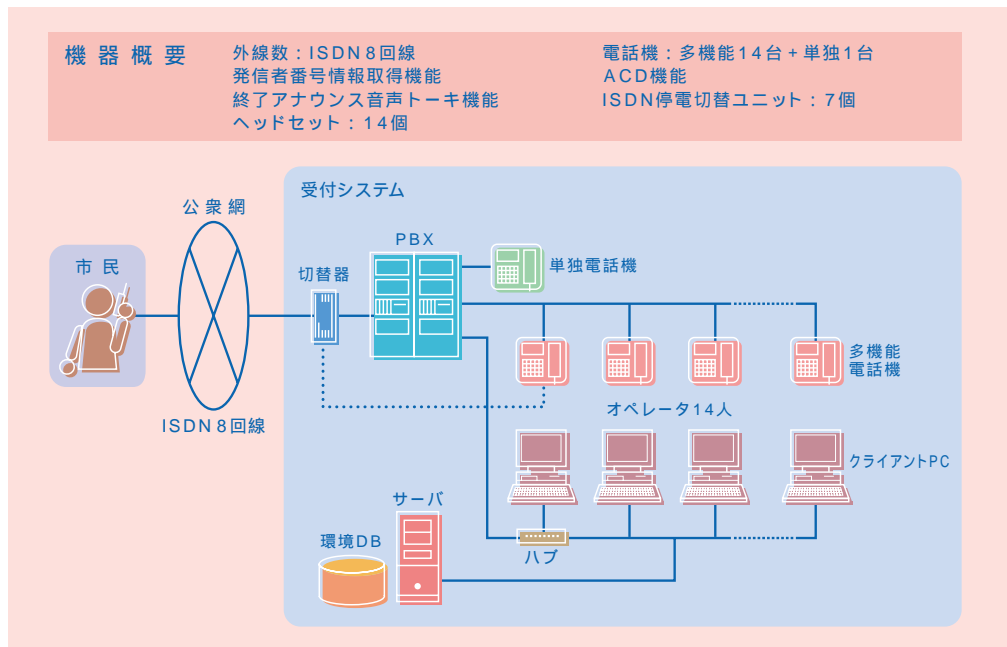 機器概要
外線数：ISDN8回線
発信者番号情報取得機能
終了アナウンス音声トーキ機能
ヘッドセット：14個
電話機：多機能14台+単独1台
ACD機能
ISDN停電切替ユニット：7個
受付システム
公衆網
市民
PBX
切替器
単独電話機
多機能
電話機
ISDN8回線
オペレータ14人
クライアントPC
サーバ
環境DB
ハブ